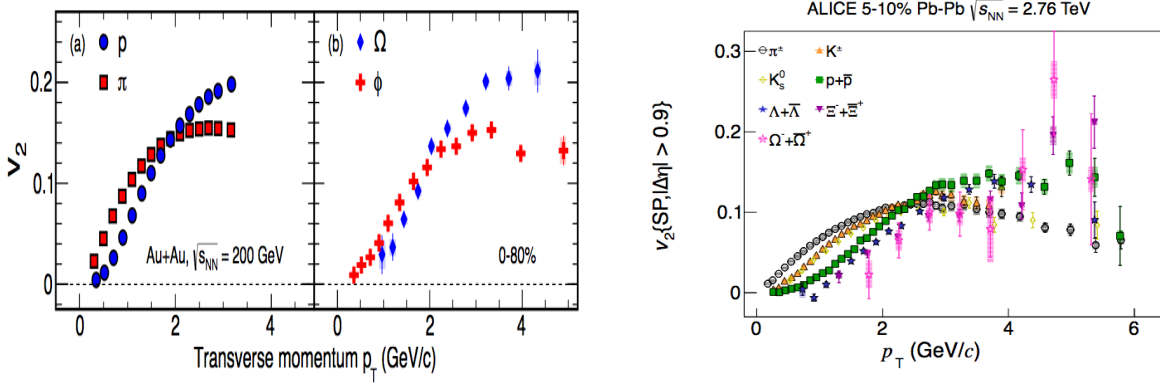 (a) p
π
Au+Au, √sNN = 200 GeV
v2
0.2
0.1
0
0 2 4
(b) Ω
ϕ
0-80%
0 2 4
Transverse momentum pT (GeV/c)
ALICE 5-10% Pb-Pb √sNN = 2.76 TeV
π± K±
K0s p+p̄
Λ+Λ̄ Ξ-+Ξ̄+
Ω-+Ω̄+
v2{SP,|Δη| > 0.9}
0.3
0.2
0.1
0
0 2 4 6
pT (GeV/c)